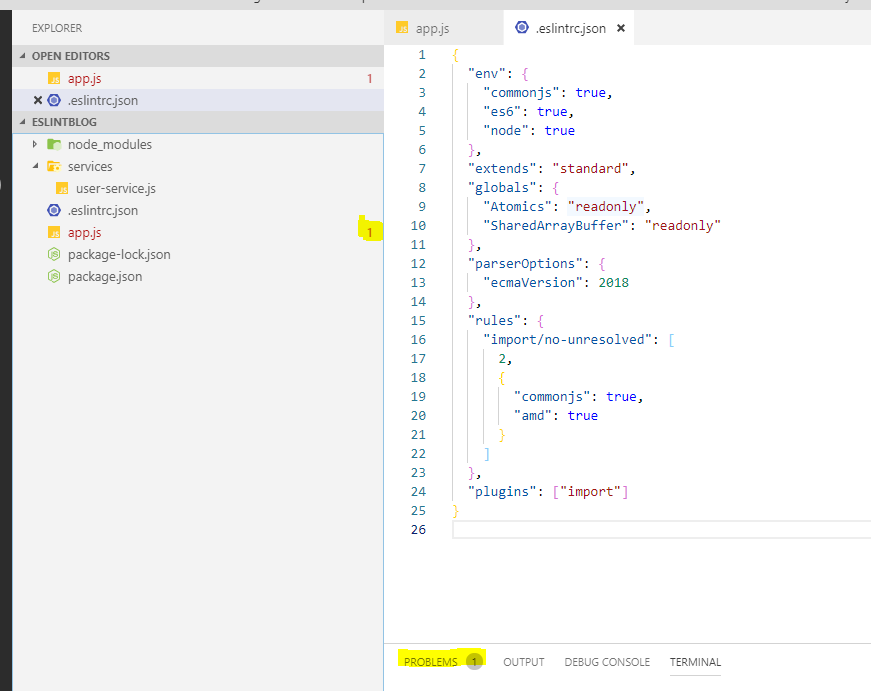 EXPLORER
OPEN EDITORS
app.js 1
.eslintrc.json
ESLINTBLOG
node_modules
services
user-service.js
.eslintrc.json
app.js 1
package-lock.json
package.json
app.js .eslintrc.json
1 {
2 "env": {
3 "commonjs": true,
4 "es6": true,
5 "node": true
6 },
7 "extends": "standard",
8 "globals": {
9 "Atomics": "readonly",
10 "SharedArrayBuffer": "readonly"
11 },
12 "parserOptions": {
13 "ecmaVersion": 2018
14 },
15 "rules": {
16 "import/no-unresolved": [
17 2,
18 {
19 "commonjs": true,
20 "amd": true
21 }
22 ]
23 },
24 "plugins": ["import"]
25 }
26
PROBLEMS 1 OUTPUT DEBUG CONSOLE TERMINAL